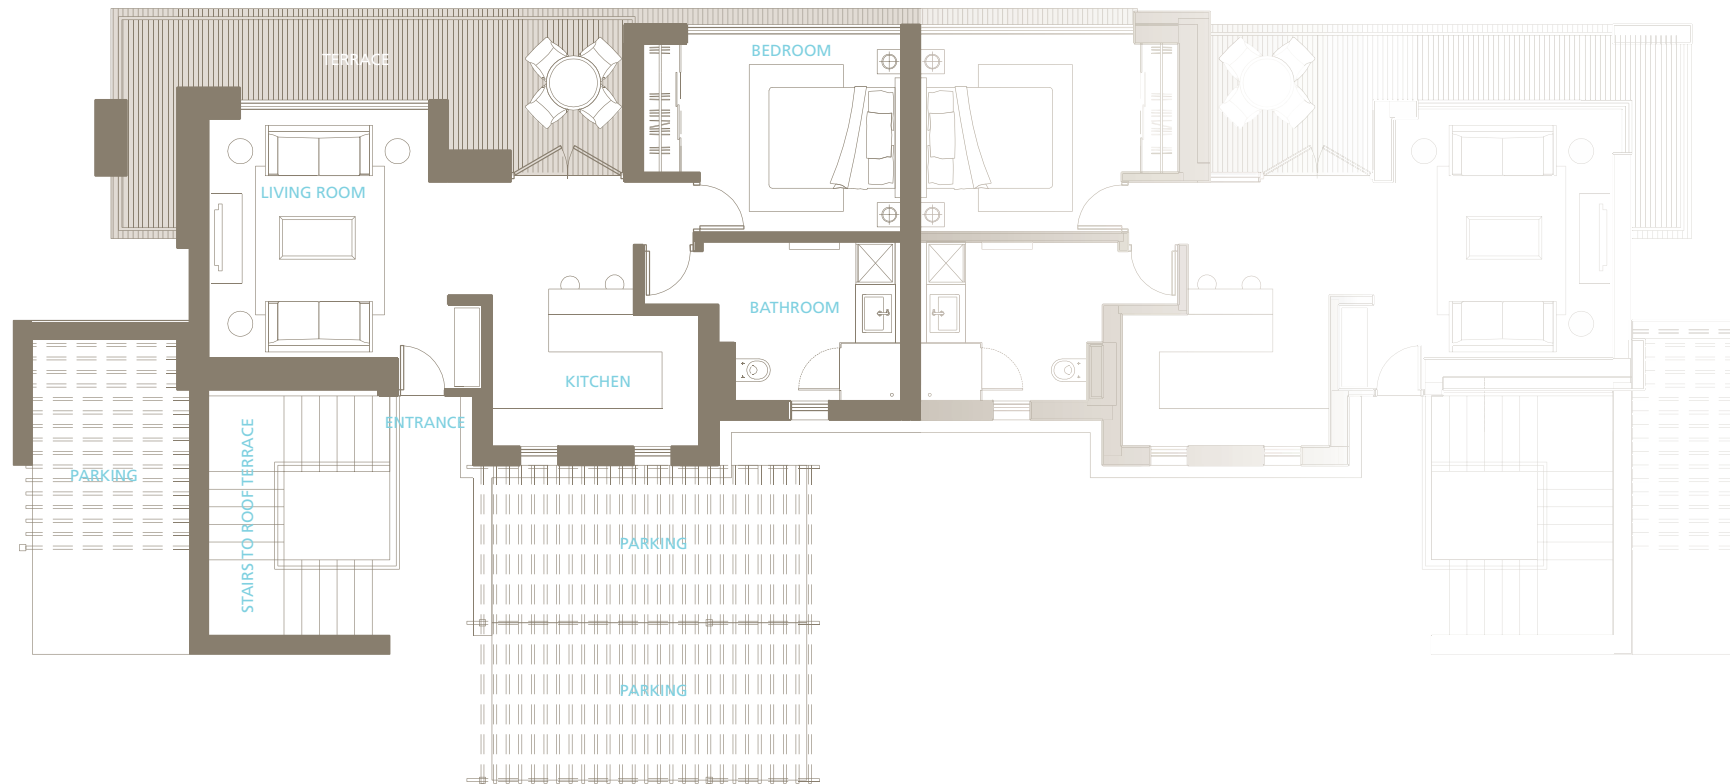 TERRACE
BEDROOM
LIVING ROOM
BATHROOM
KITCHEN
ENTRANCE
STAIRS TO ROOF TERRACE
PARKING
PARKING
PARKING